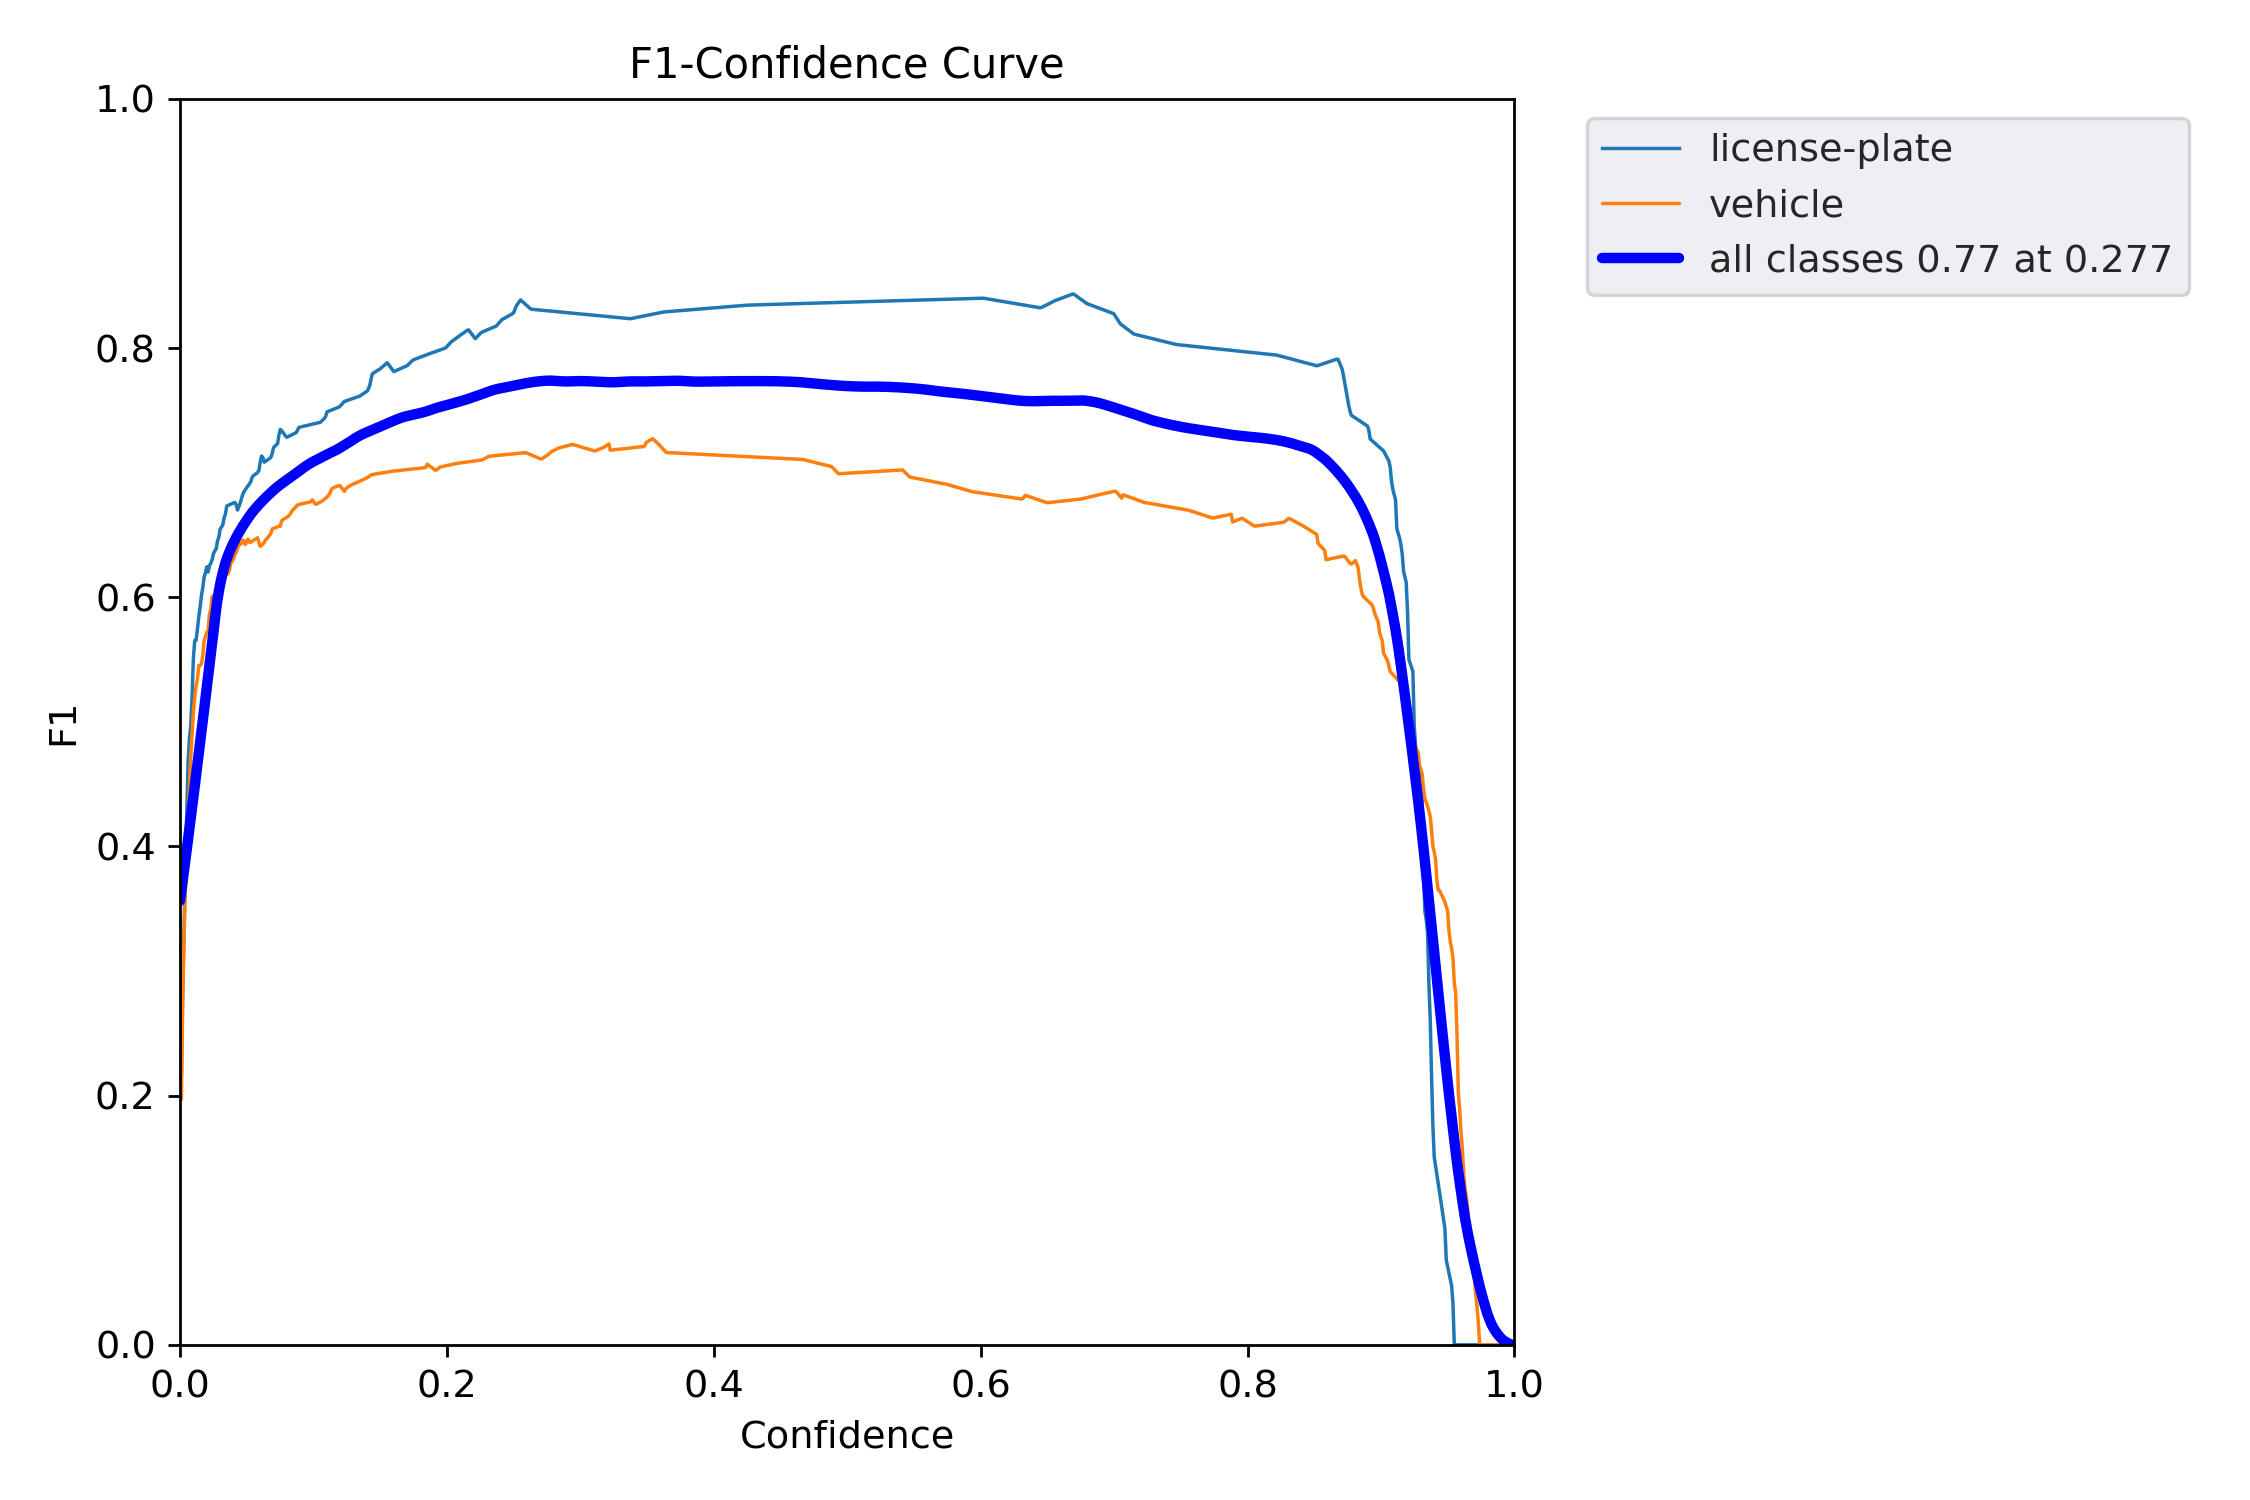 F1-Confidence Curve
1.0
0.8
0.6
0.4
0.2
0.0
F1
0.0 0.2 0.4 0.6 0.8 1.0
Confidence
license-plate
vehicle
all classes 0.77 at 0.277